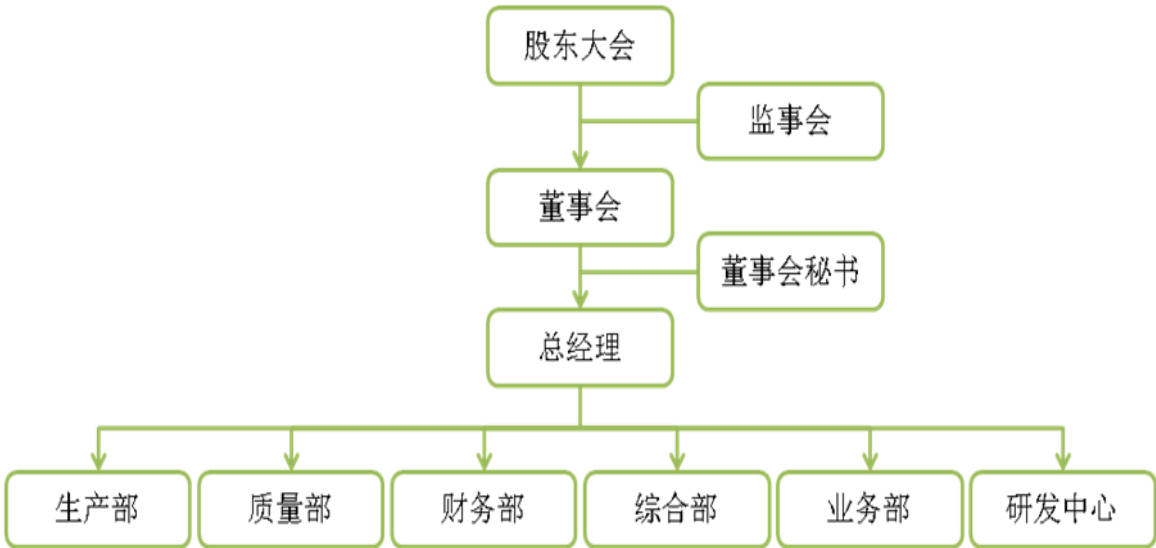 股东大会
监事会
董事会
董事会秘书
总经理
生产部
质量部
财务部
综合部
业务部
研发中心